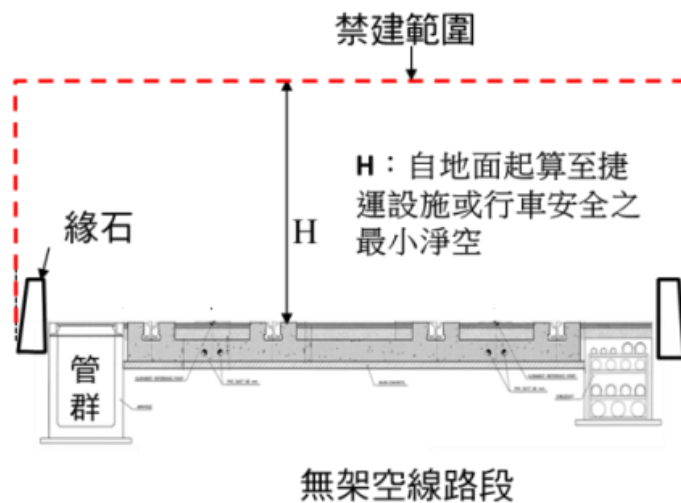 禁建範圍
H：自地面起算至捷
運設施或行車安全之
最小淨空
緣石
H
管
群
無架空線路段